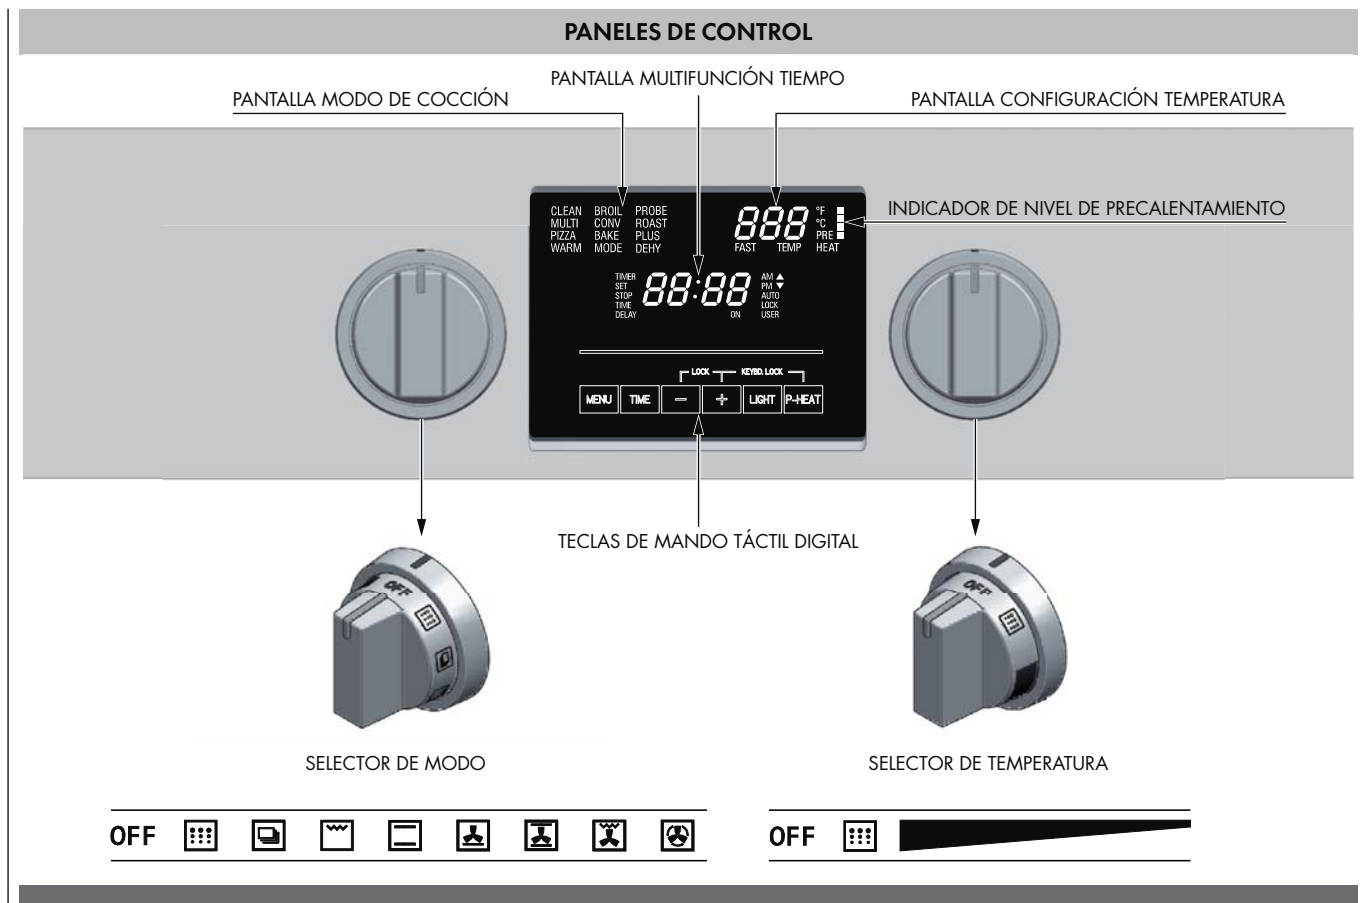 PANELES DE CONTROL
PANTALLA MULTIFUNCIÓN TIEMPO
PANTALLA MODO DE COCCIÓN
PANTALLA CONFIGURACIÓN TEMPERATURA
INDICADOR DE NIVEL DE PRECALENTAMIENTO
CLEAN BROIL PROBE
MULTI CONV ROAST
PIZZA BAKE PLUS
WARM MODE DEHY
888 °F
°C
PRE
FAST TEMP HEAT
TIMER
SET
STOP
TIME
DELAY
88:88
ON
AM ▲
PM ▼
AUTO
LOCK
USER
LOCK KEYBD. LOCK
MENU TIME − + LIGHT P-HEAT
TECLAS DE MANDO TÁCTIL DIGITAL
OFF
OFF
SELECTOR DE MODO
SELECTOR DE TEMPERATURA
OFF
OFF